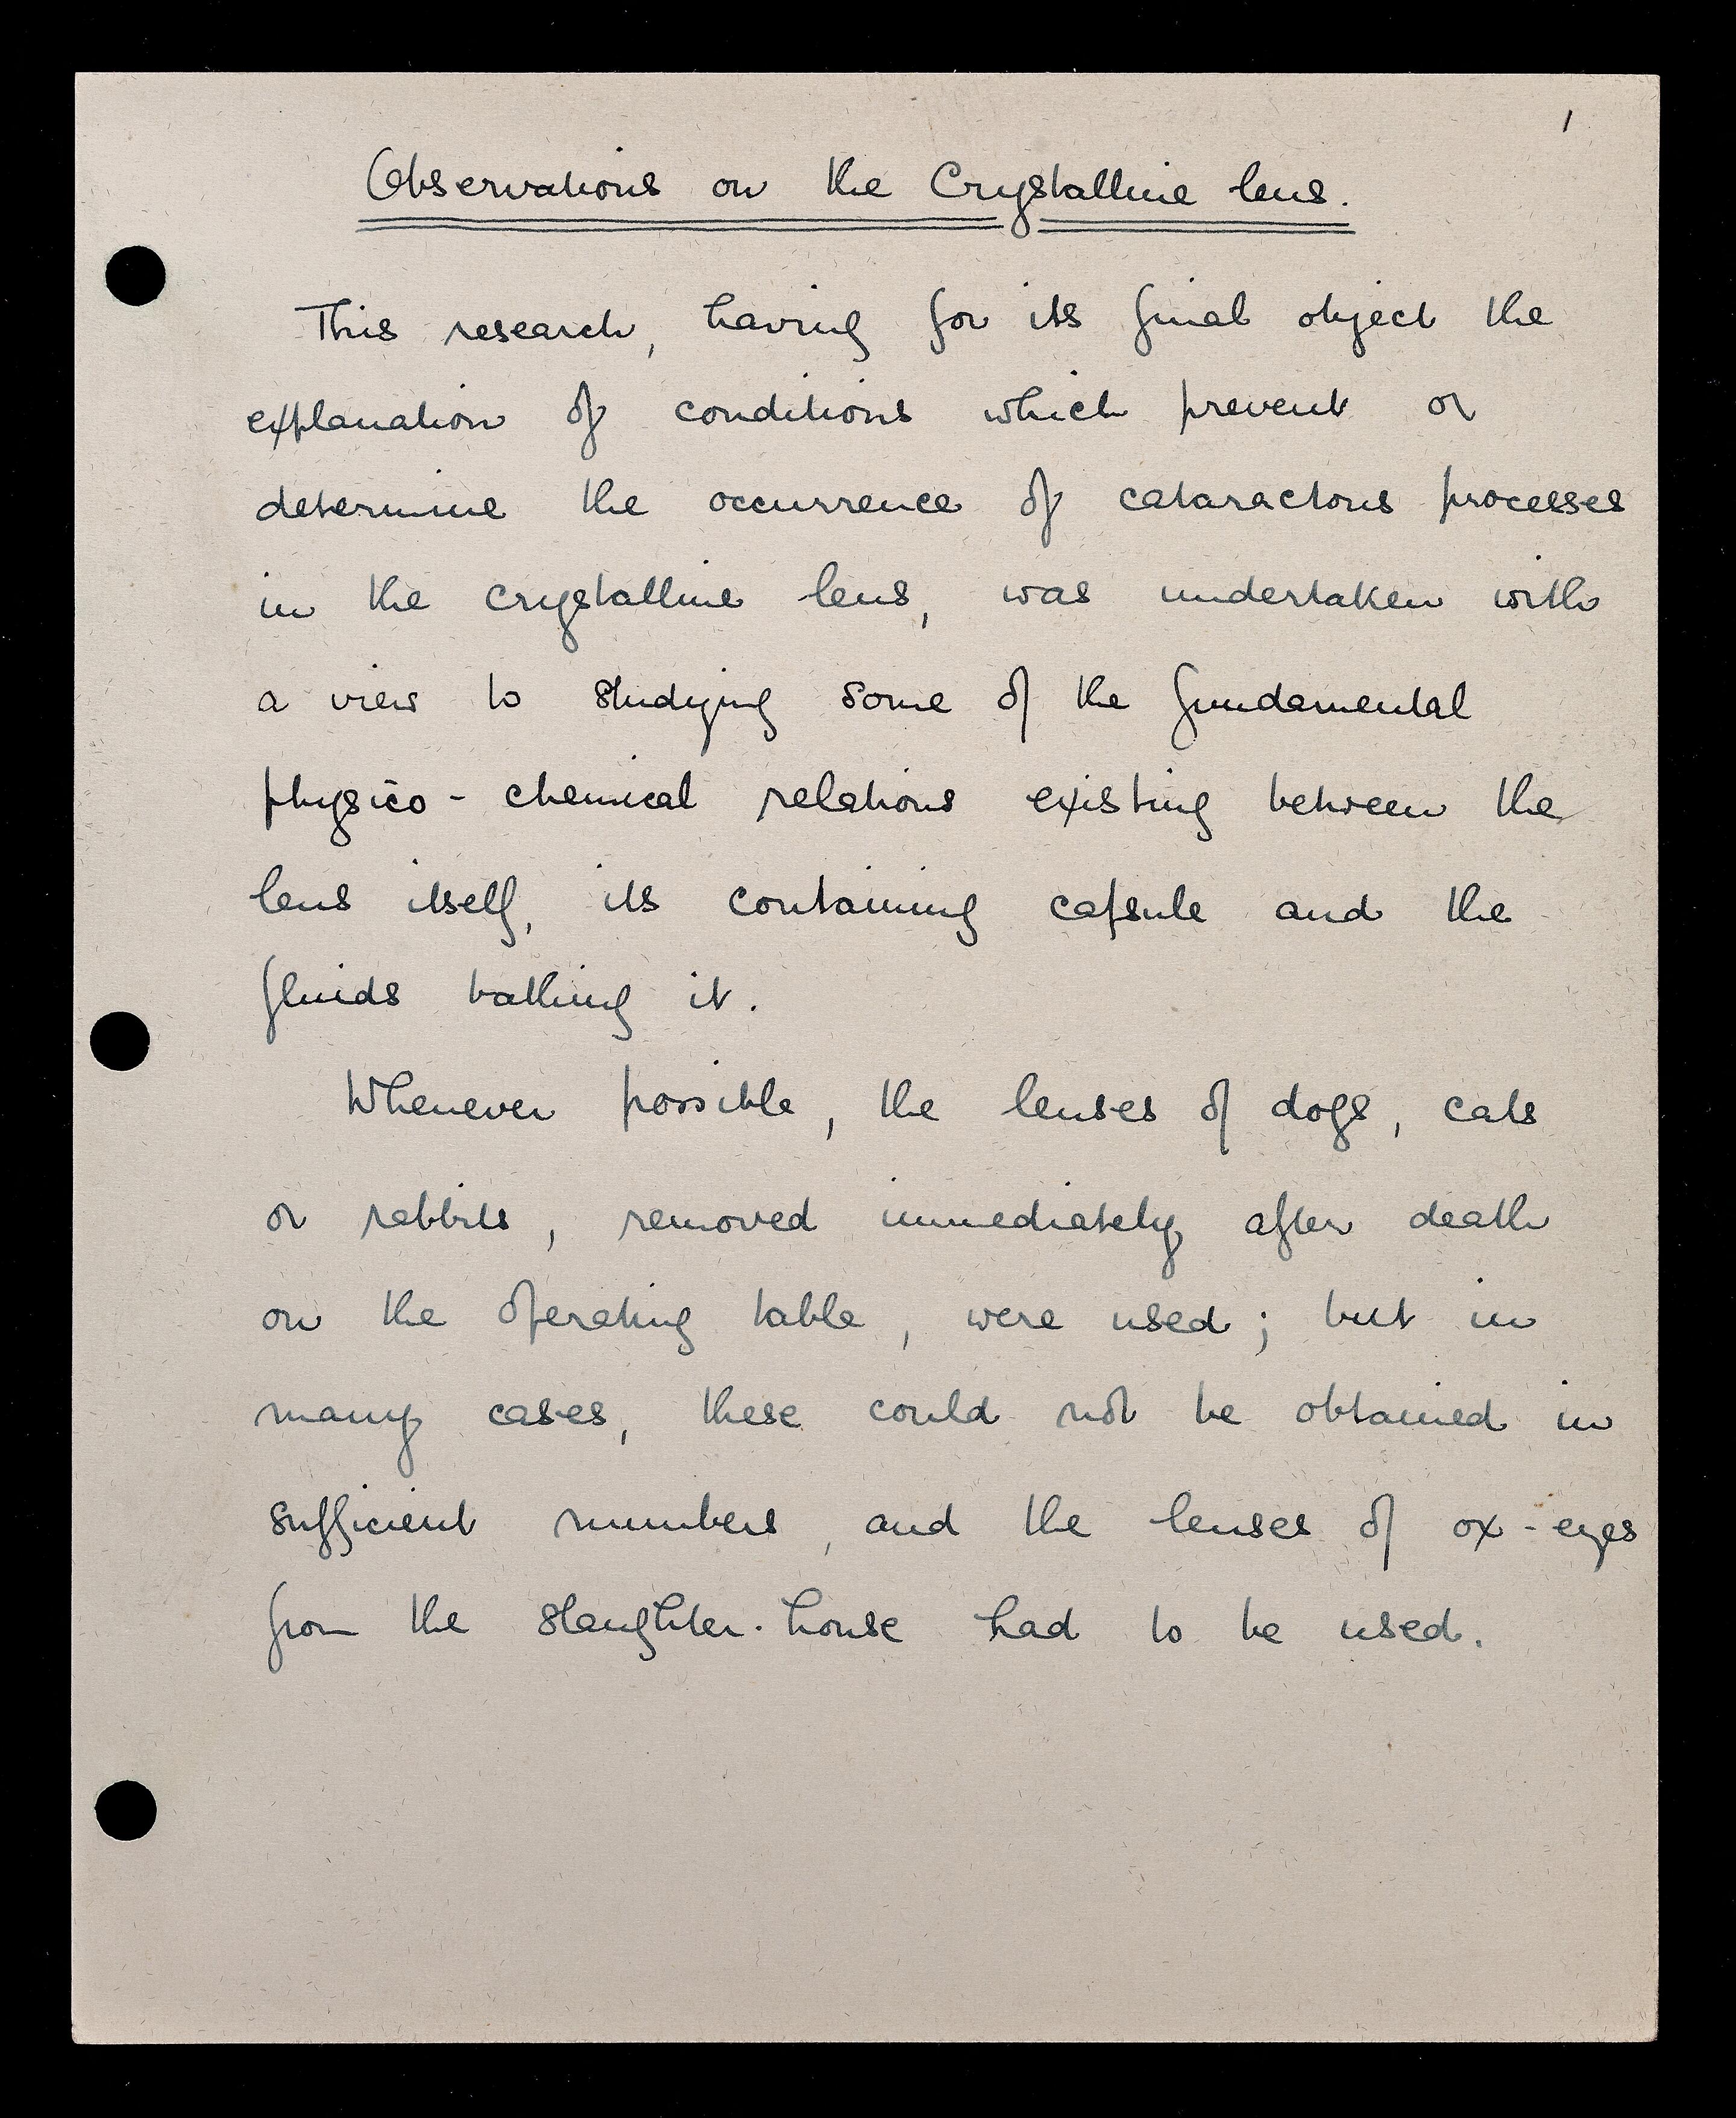 1
Observations on the Crystalline lens.
This research, having for its final object the
explanation of conditions which prevent or
determine the occurrence of cataractous processes
in the crystalline lens, was undertaken with
a view to studying some of the fundamental
physico-chemical relations existing between the
lens itself, its containing capsule and the
fluids bathing it.
Whenever possible, the lenses of dogs, cats
or rabbits, removed immediately after death
on the operating table, were used; but in
many cases, these could not be obtained in
sufficient numbers, and the lenses of ox-eyes
from the slaughter-house had to be used.